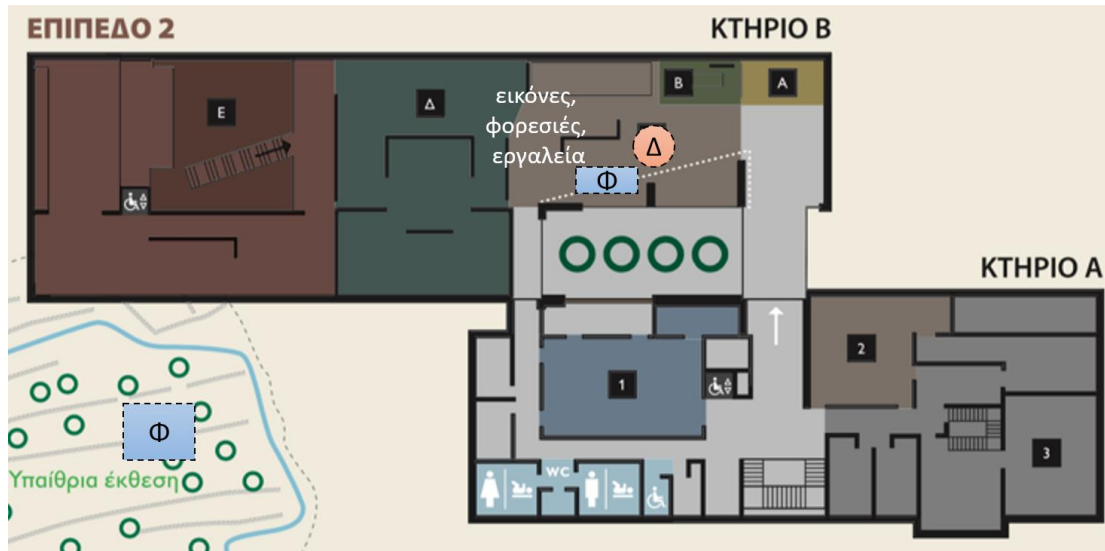 ΕΠΙΠΕΔΟ 2
ΚΤΗΡΙΟ Β
Ε
Δ
εικόνες,
φορεσιές,
εργαλεία
Β
Α
Δ
Φ
ΚΤΗΡΙΟ Α
1
2
3
Φ
Υπαίθρια έκθεση
WC